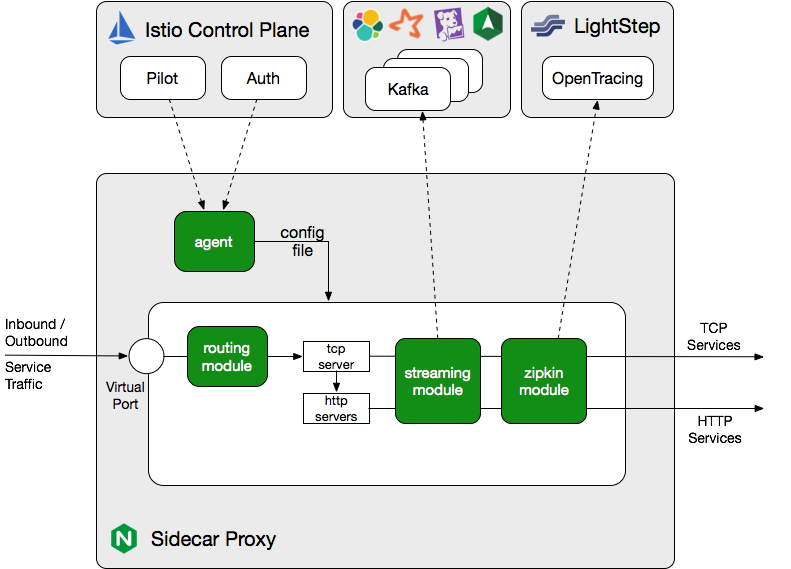 Istio Control Plane
Pilot
Auth
Kafka
LightStep
OpenTracing
agent
config
file
Inbound /
Outbound
Service
Traffic
Virtual
Port
routing
module
tcp
server
http
servers
streaming
module
zipkin
module
TCP
Services
HTTP
Services
N
Sidecar Proxy